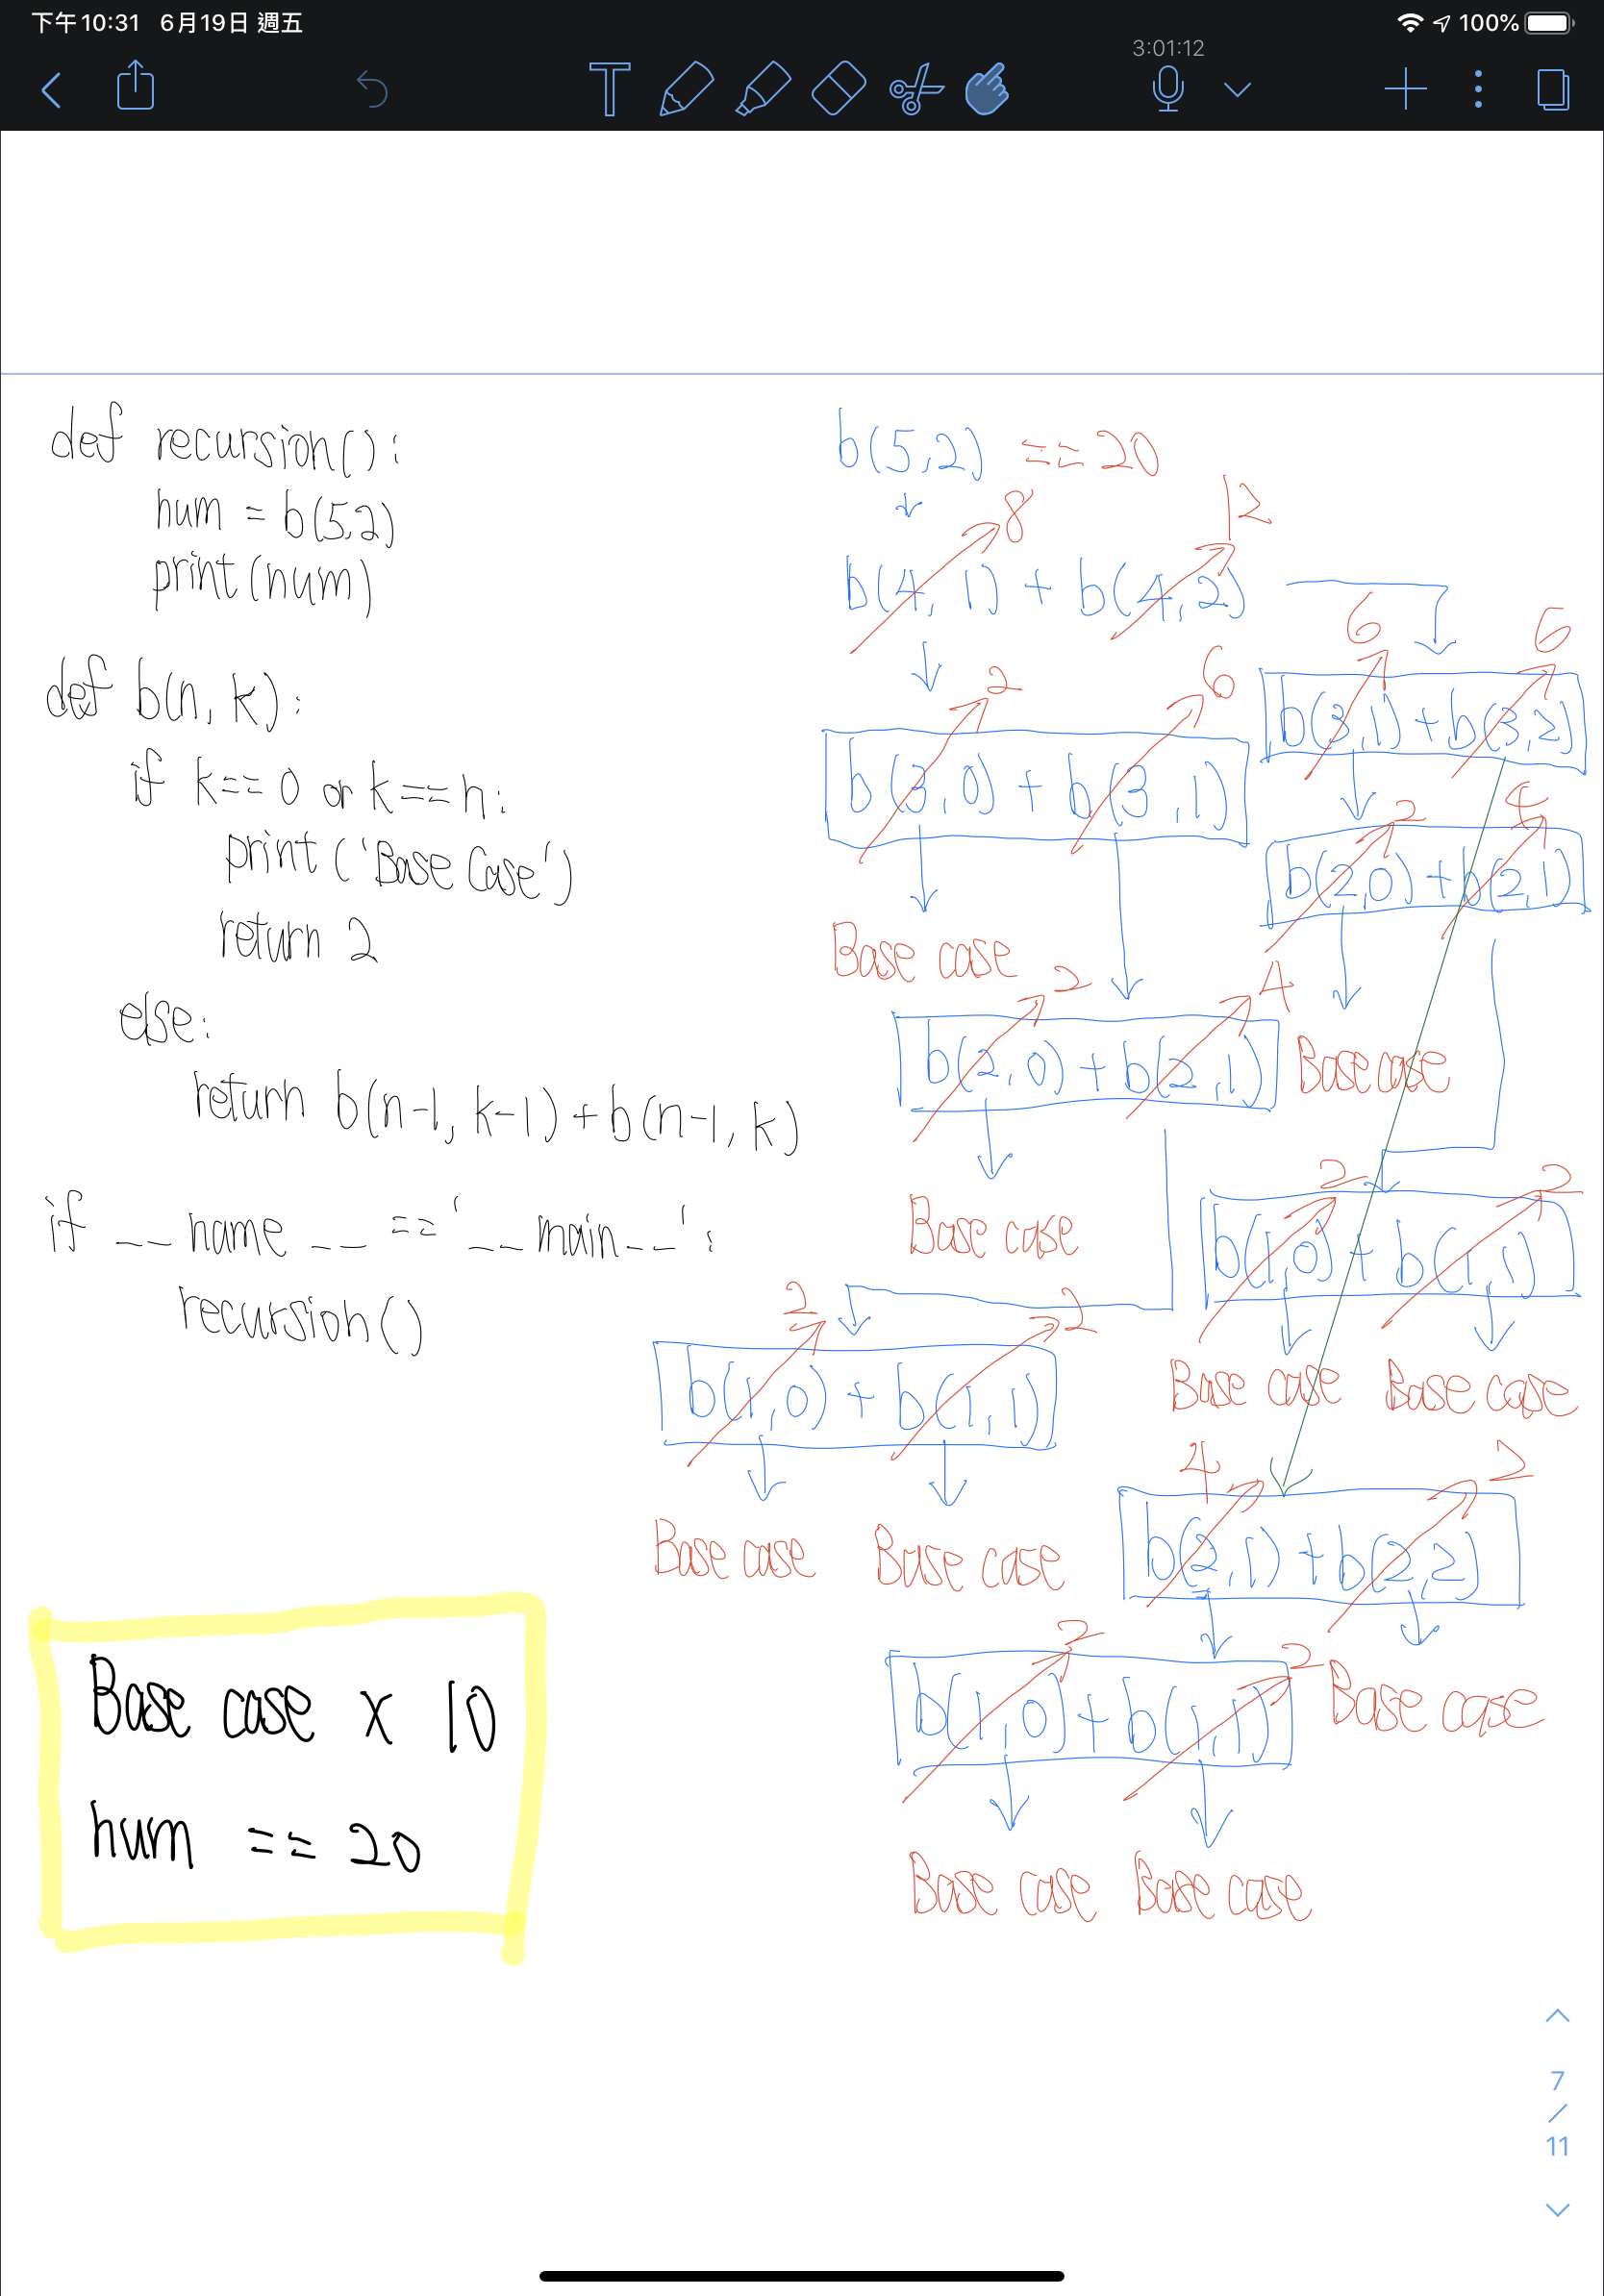 下午10:31 6月19日 週五
100%
3:01:12
T
def recursion():
num = b(5,2)
print(num)
def b(n, k):
if k==0 or k==n:
print('Base Case')
return 2
else:
return b(n-1, k-1)+b(n-1, k)
if __name__ =='__main__':
recursion()
Base case x 10
num == 20
b(5,2) == 20
8
12
b(4, 1) + b(4,2)
6
6
b(3,1)+b(3,2)
2
6
b(3,0) + b(3,1)
2
4
b(2,0)+b(2,1)
Base case
Base case
2
4
b(2,0)+b(2,1)
Base case
2
2
b(1,0)+b(1,1)
Base case Base case
2
2
b(1,0)+b(1,1)
Base case Base case
4
2
b(2,1)+b(2,2)
Base case
2
2
b(1,0)+b(1,1)
Base case Base case
7
/
11